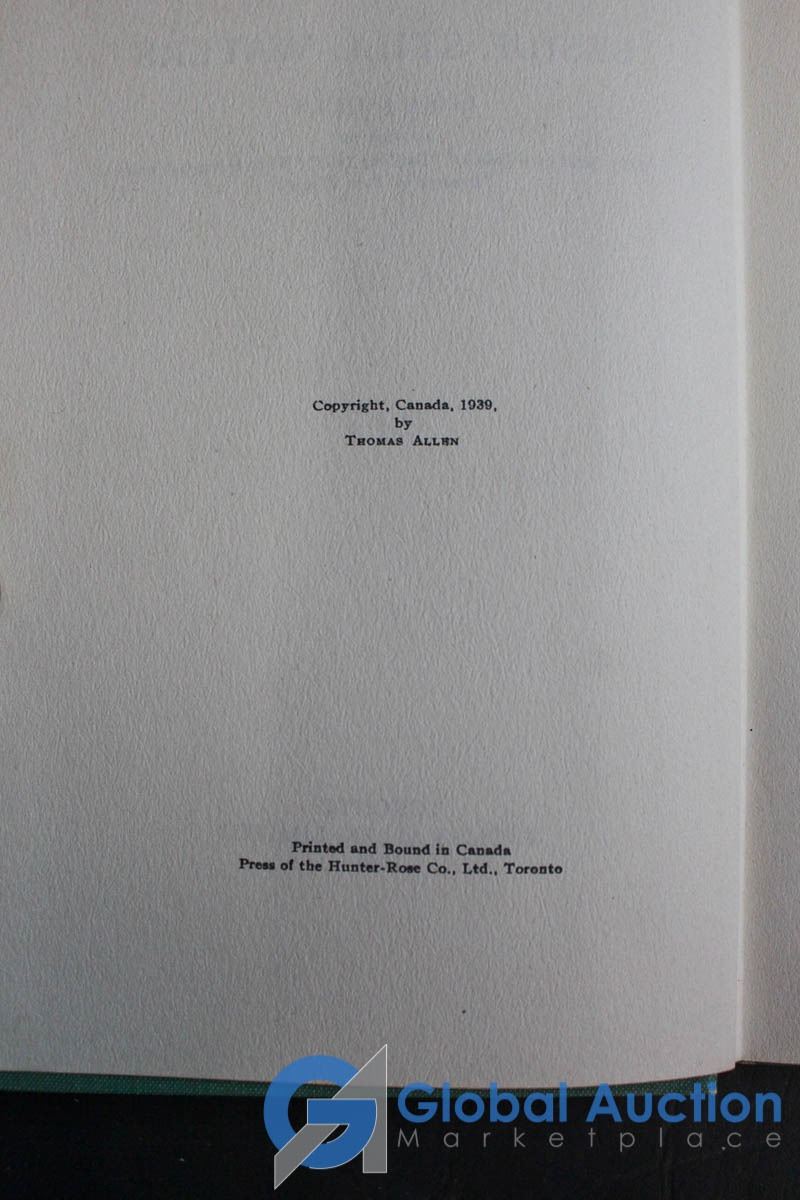 Copyright, Canada, 1939,
by
THOMAS ALLEN
Printed and Bound in Canada
Press of the Hunter-Rose Co., Ltd., Toronto
Global Auction
Marketplace